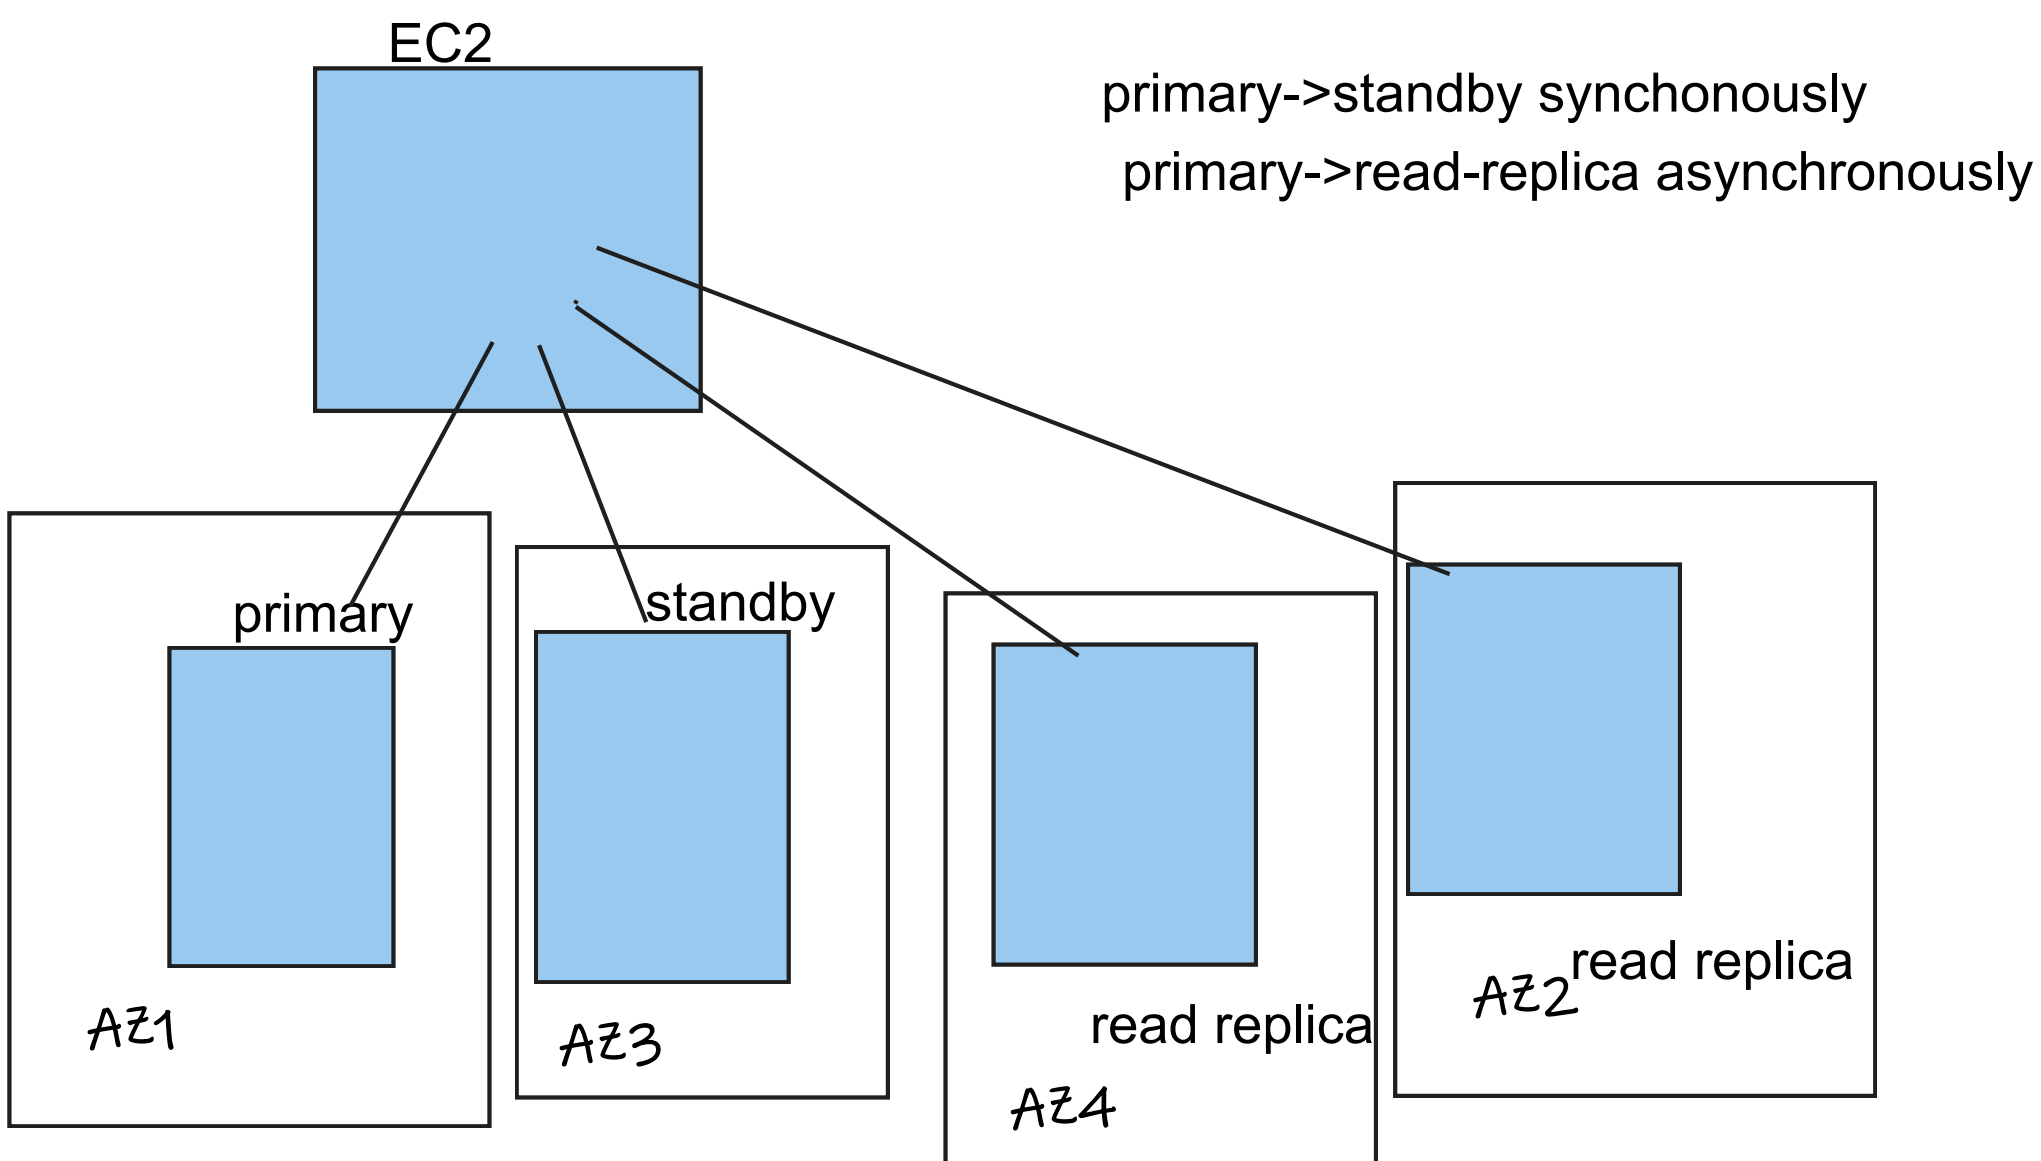 EC2
primary->standby synchonously
primary->read-replica asynchronously
primary
standby
read replica
read replica
AZ1
AZ3
AZ4
AZ2